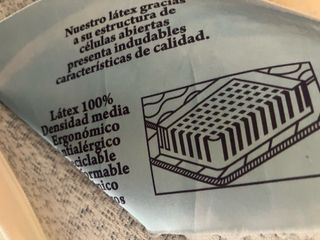 Nuestro látex gracias
a su estructura de
células abiertas
presenta indudables
características de calidad.
Látex 100%
Densidad media
Ergonómico